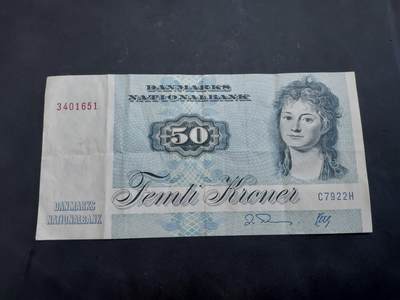 DANMARKS
NATIONALBANK
3401651
50
Femti Kroner
C7922H
DANMARKS
NATIONALBANK